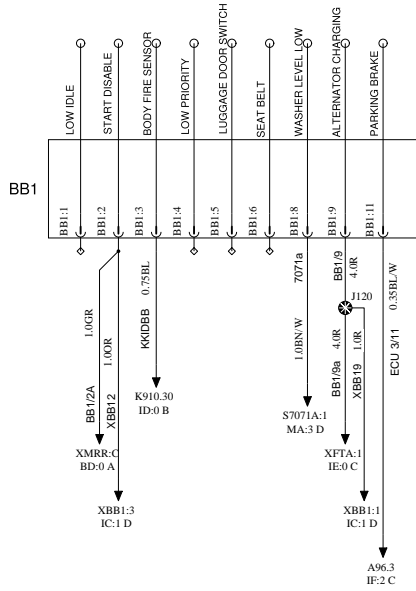 LOW IDLE
START DISABLE
BODY FIRE SENSOR
LOW PRIORITY
LUGGAGE DOOR SWITCH
SEAT BELT
WASHER LEVEL LOW
ALTERNATOR CHARGING
PARKING BRAKE
BB1
BB1:1
BB1:2
BB1:3
BB1:4
BB1:5
BB1:6
BB1:8
BB1:9
BB1:11
1.0GR
BB1/2A
1.0OR
XBB12
0.75BL
KKIDBB
7071a
1.0BN/W
BB1/9
4.0R
J120
4.0R
BB1/9a
1.0R
XBB19
0.35BL/W
ECU 3/11
K910.30
ID:0 B
S7071A:1
MA:3 D
XMRR:C
BD:0 A
XFTA:1
IE:0 C
XBB1:3
IC:1 D
XBB1:1
IC:1 D
A96.3
IF:2 C